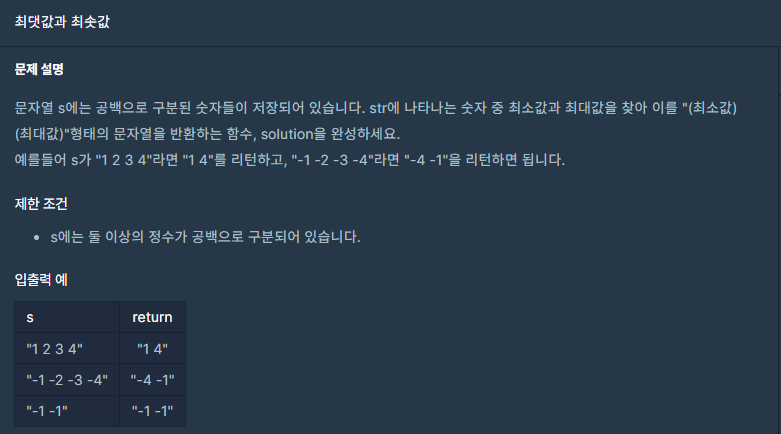 최댓값과 최솟값
문제 설명
문자열 s에는 공백으로 구분된 숫자들이 저장되어 있습니다. str에 나타나는 숫자 중 최소값과 최대값을 찾아 이를 "(최소값)
(최대값)"형태의 문자열을 반환하는 함수, solution을 완성하세요.
예를들어 s가 "1 2 3 4"라면 "1 4"를 리턴하고, "-1 -2 -3 -4"라면 "-4 -1"을 리턴하면 됩니다.
제한 조건
• s에는 둘 이상의 정수가 공백으로 구분되어 있습니다.
입출력 예
s return
"1 2 3 4" "1 4"
"-1 -2 -3 -4" "-4 -1"
"-1 -1" "-1 -1"